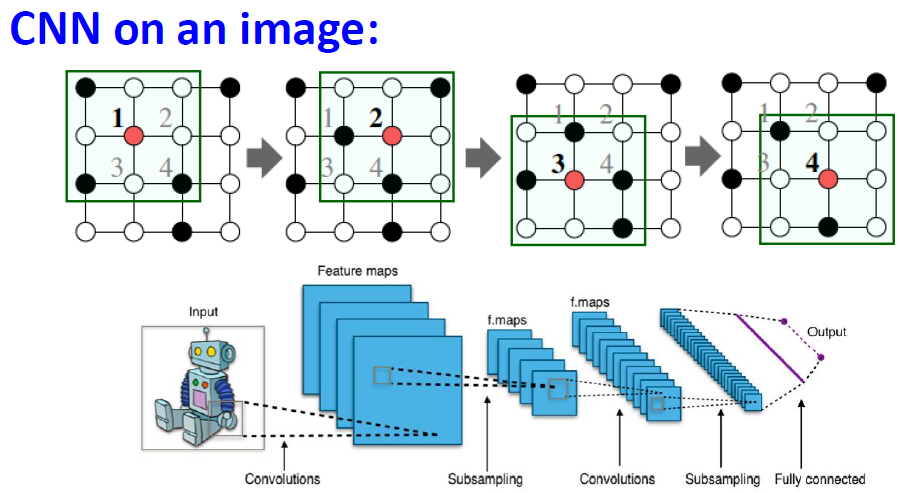 CNN on an image:
1 2
3 4
1 2
3 4
1 2
3 4
1 2
3 4
Feature maps
Input
f.maps
f.maps
Output
Convolutions
Subsampling
Convolutions
Subsampling
Fully connected